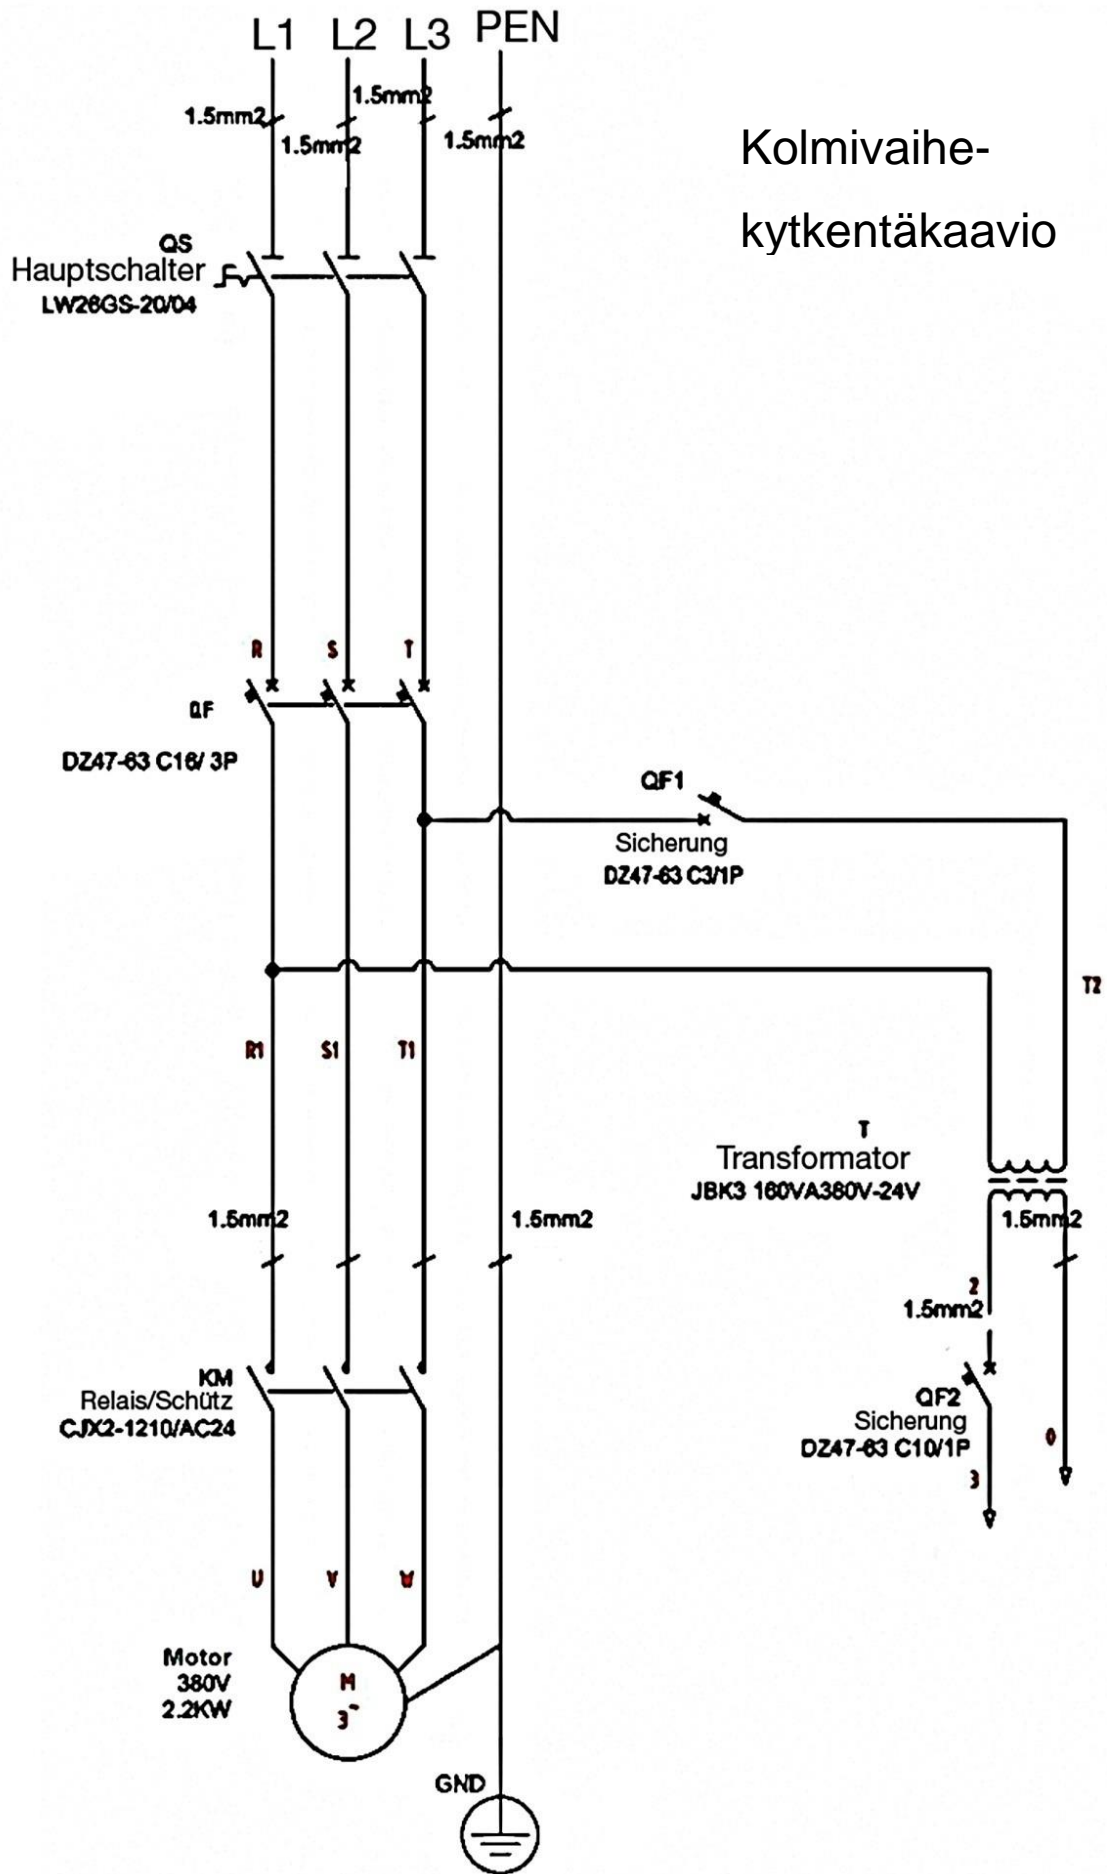 L1 L2 L3 PEN
1.5mm2
1.5mm2
1.5mm2
1.5mm2
Kolmivaihe-
kytkentäkaavio
QS
Hauptschalter
LW26GS-20/04
R S T
QF
DZ47-63 C16/ 3P
QF1
Sicherung
DZ47-63 C3/1P
T2
R1 S1 T1
T
Transformator
JBK3 160VA380V-24V
1.5mm2
1.5mm2
1.5mm2
2
1.5mm2
KM
Relais/Schütz
CJX2-1210/AC24
QF2
Sicherung
DZ47-63 C10/1P
0
3
U V W
Motor
380V
2.2KW
M
3~
GND